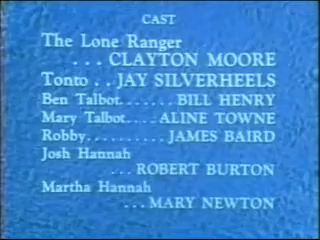 CAST
The Lone Ranger
... CLAYTON MOORE
Tonto . . JAY SILVERHEELS
Ben Talbot....... BILL HENRY
Mary Talbot.... ALINE TOWNE
Robby.......... JAMES BAIRD
Josh Hannah
... ROBERT BURTON
Martha Hannah
... MARY NEWTON